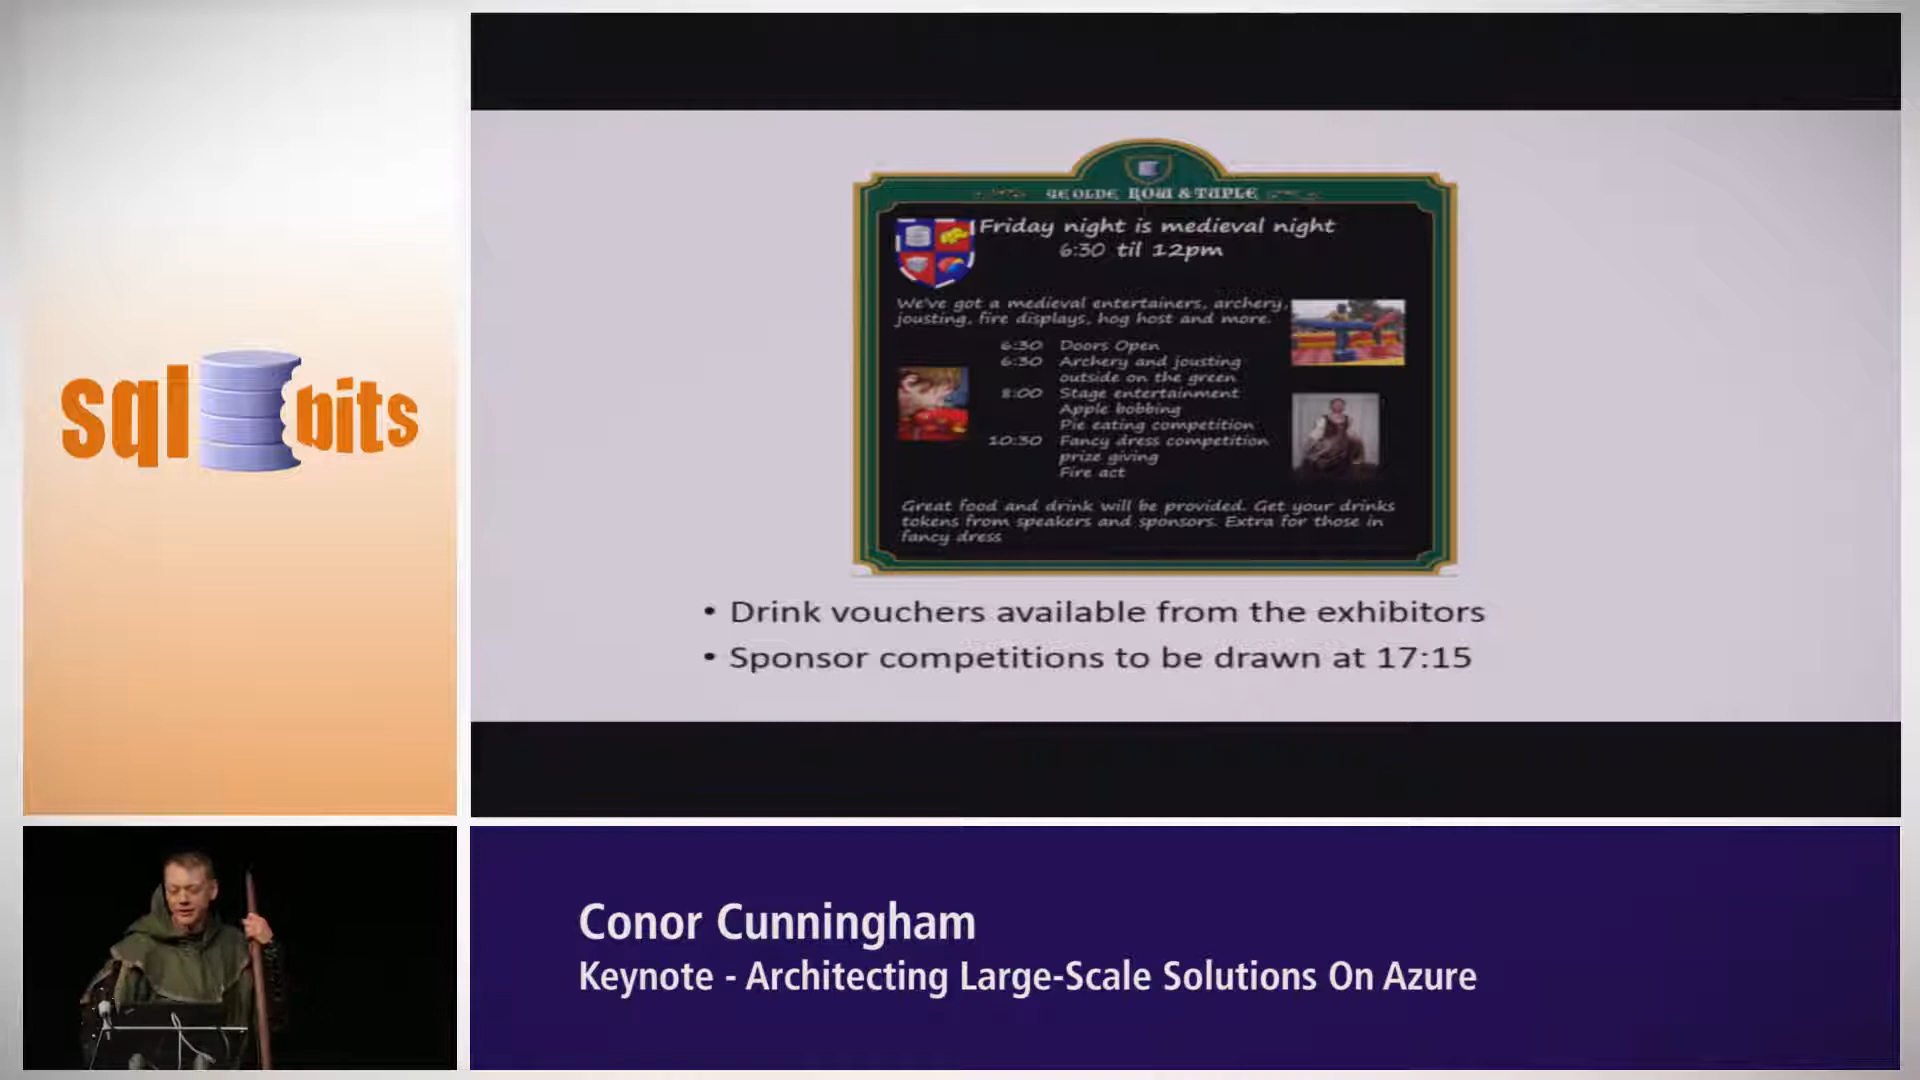 sql bits
YE OLDE ROW & TUPLE
Friday night is medieval night
6:30 til 12pm
We've got a medieval entertainers, archery,
jousting, fire displays, hog host and more.
6:30 Doors Open
6:30 Archery and jousting
outside on the green
8:00 Stage entertainment
Apple bobbing
Pie eating competition
10:30 Fancy dress competition
prize giving
Fire act
Great food and drink will be provided. Get your drinks
tokens from speakers and sponsors. Extra for those in
fancy dress
• Drink vouchers available from the exhibitors
• Sponsor competitions to be drawn at 17:15
Conor Cunningham
Keynote - Architecting Large-Scale Solutions On Azure